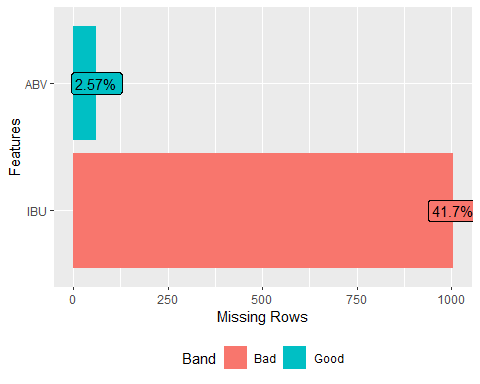 ABV
2.57%
IBU
41.7%
Features
0
250
500
750
1000
Missing Rows
Band
Bad
Good